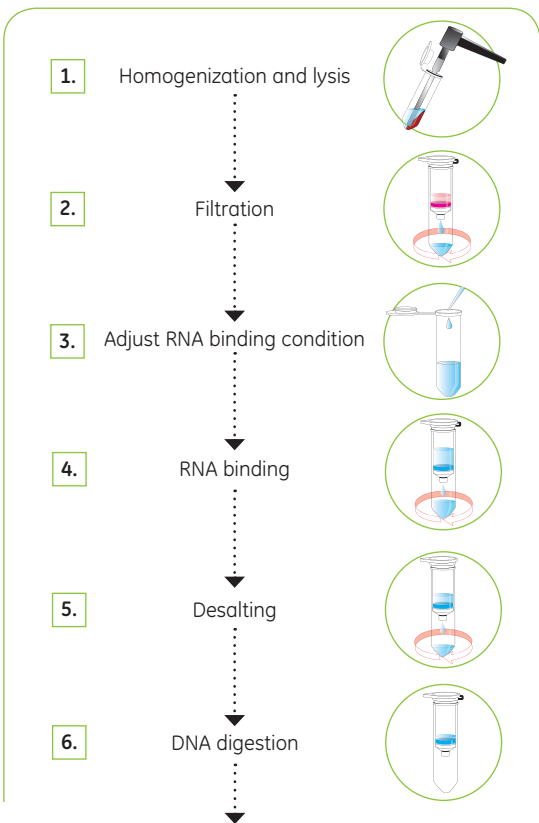 1. Homogenization and lysis
2. Filtration
3. Adjust RNA binding condition
4. RNA binding
5. Desalting
6. DNA digestion